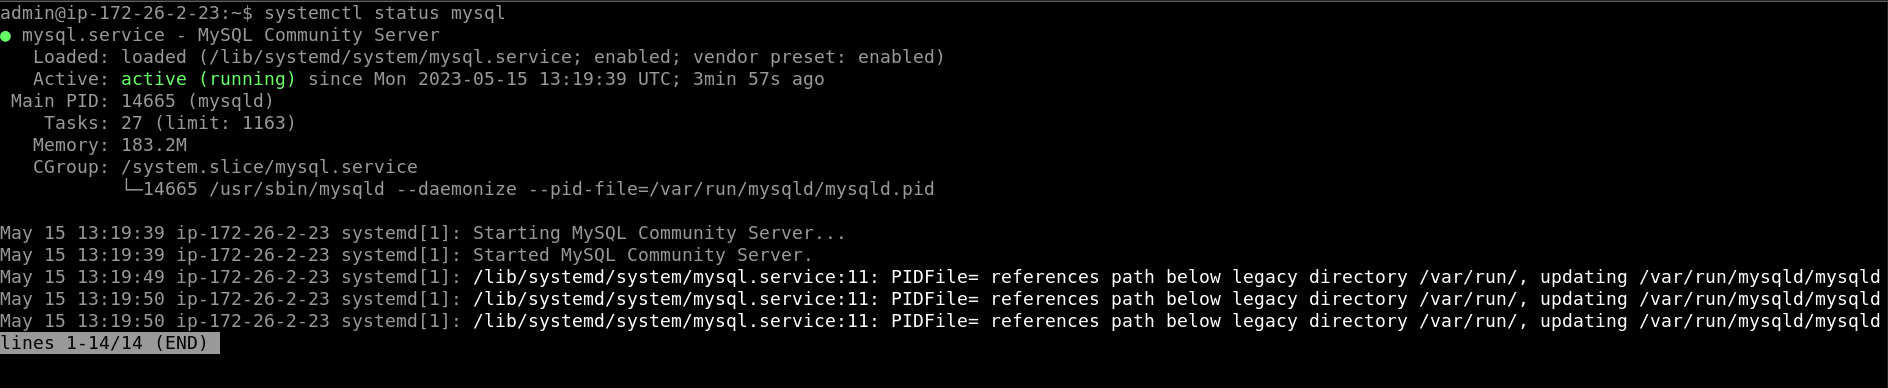 admin@ip-172-26-2-23:~$ systemctl status mysql
● mysql.service - MySQL Community Server
   Loaded: loaded (/lib/systemd/system/mysql.service; enabled; vendor preset: enabled)
   Active: active (running) since Mon 2023-05-15 13:19:39 UTC; 3min 57s ago
 Main PID: 14665 (mysqld)
    Tasks: 27 (limit: 1163)
   Memory: 183.2M
   CGroup: /system.slice/mysql.service
           └─14665 /usr/sbin/mysqld --daemonize --pid-file=/var/run/mysqld/mysqld.pid

May 15 13:19:39 ip-172-26-2-23 systemd[1]: Starting MySQL Community Server...
May 15 13:19:39 ip-172-26-2-23 systemd[1]: Started MySQL Community Server.
May 15 13:19:49 ip-172-26-2-23 systemd[1]: /lib/systemd/system/mysql.service:11: PIDFile= references path below legacy directory /var/run/, updating /var/run/mysqld/mysqld
May 15 13:19:50 ip-172-26-2-23 systemd[1]: /lib/systemd/system/mysql.service:11: PIDFile= references path below legacy directory /var/run/, updating /var/run/mysqld/mysqld
May 15 13:19:50 ip-172-26-2-23 systemd[1]: /lib/systemd/system/mysql.service:11: PIDFile= references path below legacy directory /var/run/, updating /var/run/mysqld/mysqld
lines 1-14/14 (END)